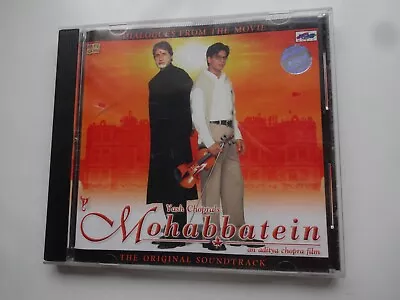 DIALOGUES FROM THE MOVIE
Yash Chopra's
Mohabbatein
an aditya chopra film
THE ORIGINAL SOUNDTRACK